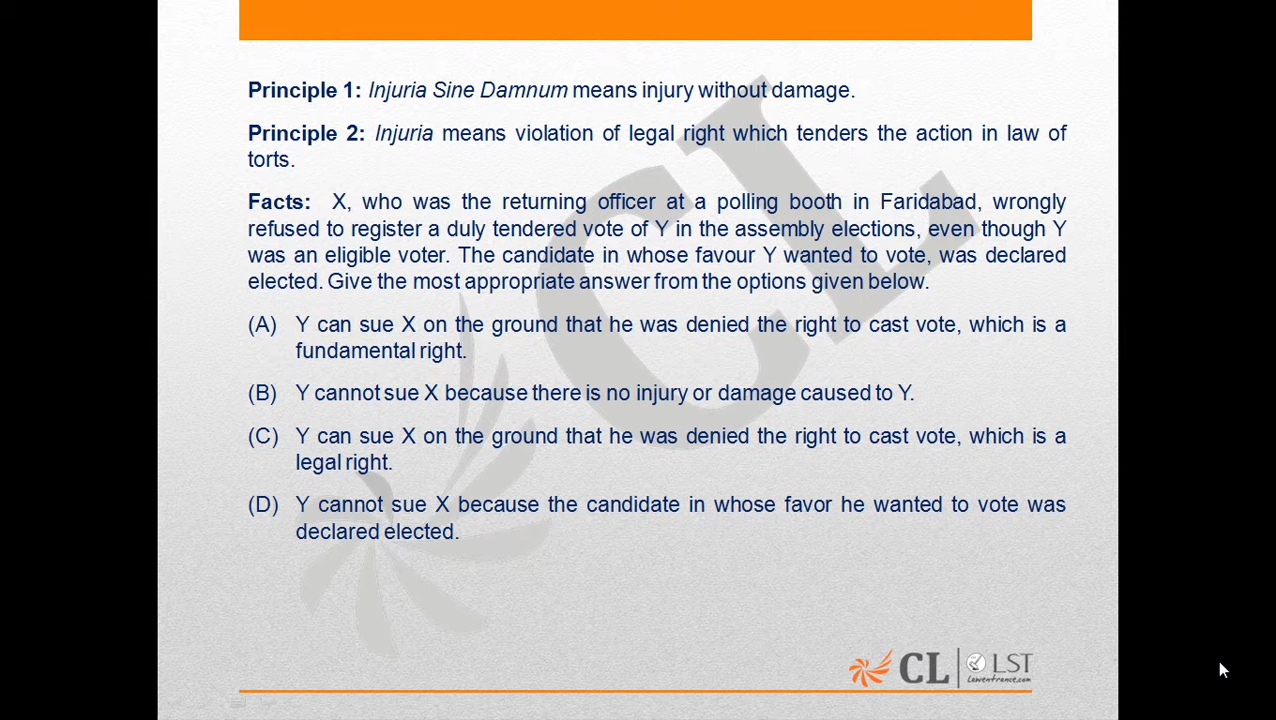 Principle 1: Injuria Sine Damnum means injury without damage.
Principle 2: Injuria means violation of legal right which tenders the action in law of
torts.
Facts: X, who was the returning officer at a polling booth in Faridabad, wrongly
refused to register a duly tendered vote of Y in the assembly elections, even though Y
was an eligible voter. The candidate in whose favour Y wanted to vote, was declared
elected. Give the most appropriate answer from the options given below.
(A) Y can sue X on the ground that he was denied the right to cast vote, which is a
fundamental right.
(B) Y cannot sue X because there is no injury or damage caused to Y.
(C) Y can sue X on the ground that he was denied the right to cast vote, which is a
legal right.
(D) Y cannot sue X because the candidate in whose favor he wanted to vote was
declared elected.
CL
CL LST
Lawentrance.com